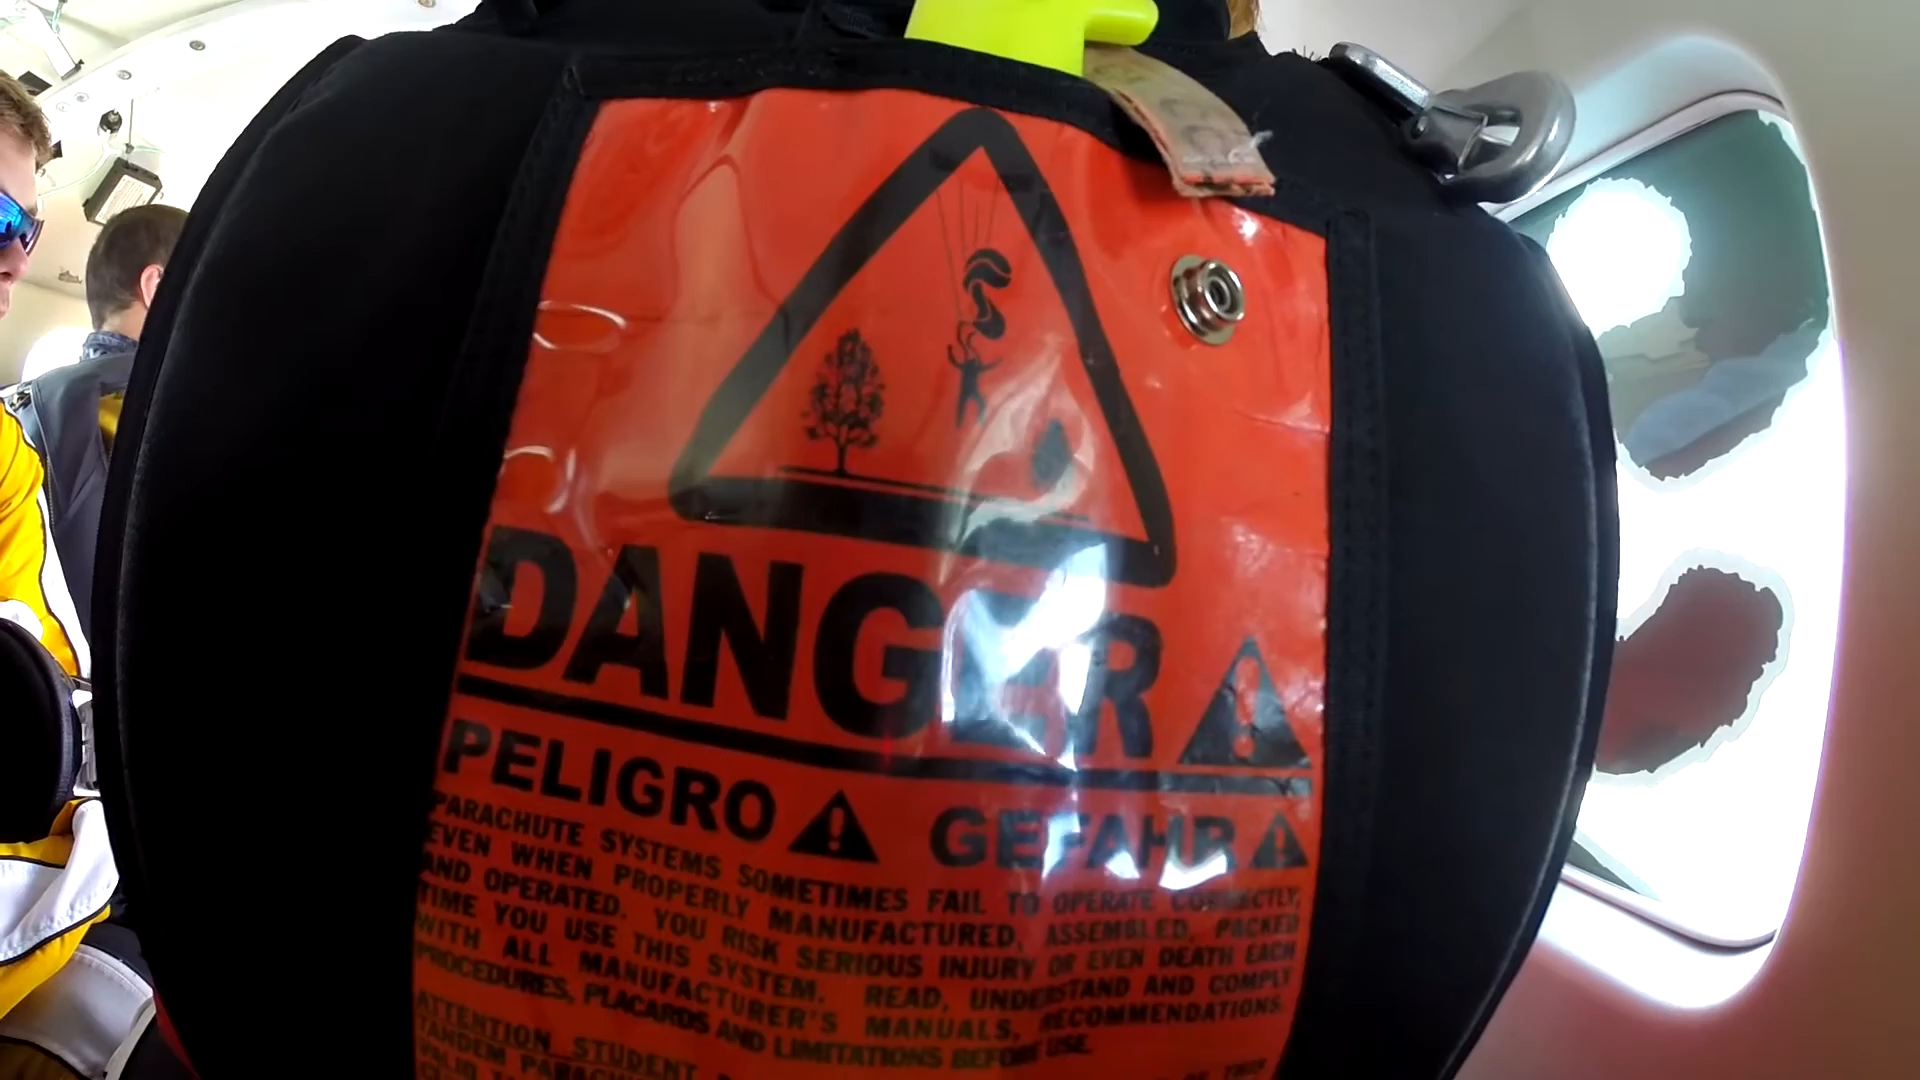 DANGER
PELIGRO GEFAHR
PARACHUTE SYSTEMS SOMETIMES FAIL TO OPERATE CORRECTLY,
EVEN WHEN PROPERLY MANUFACTURED, ASSEMBLED, PACKED
AND OPERATED. YOU RISK SERIOUS INJURY OR EVEN DEATH EACH
TIME YOU USE THIS SYSTEM. READ, UNDERSTAND AND COMPLY
WITH ALL MANUFACTURER'S MANUALS, RECOMMENDATIONS.
PROCEDURES, PLACARDS AND LIMITATIONS BEFORE USE.
ATTENTION STUDENT
TANDEM
VALID